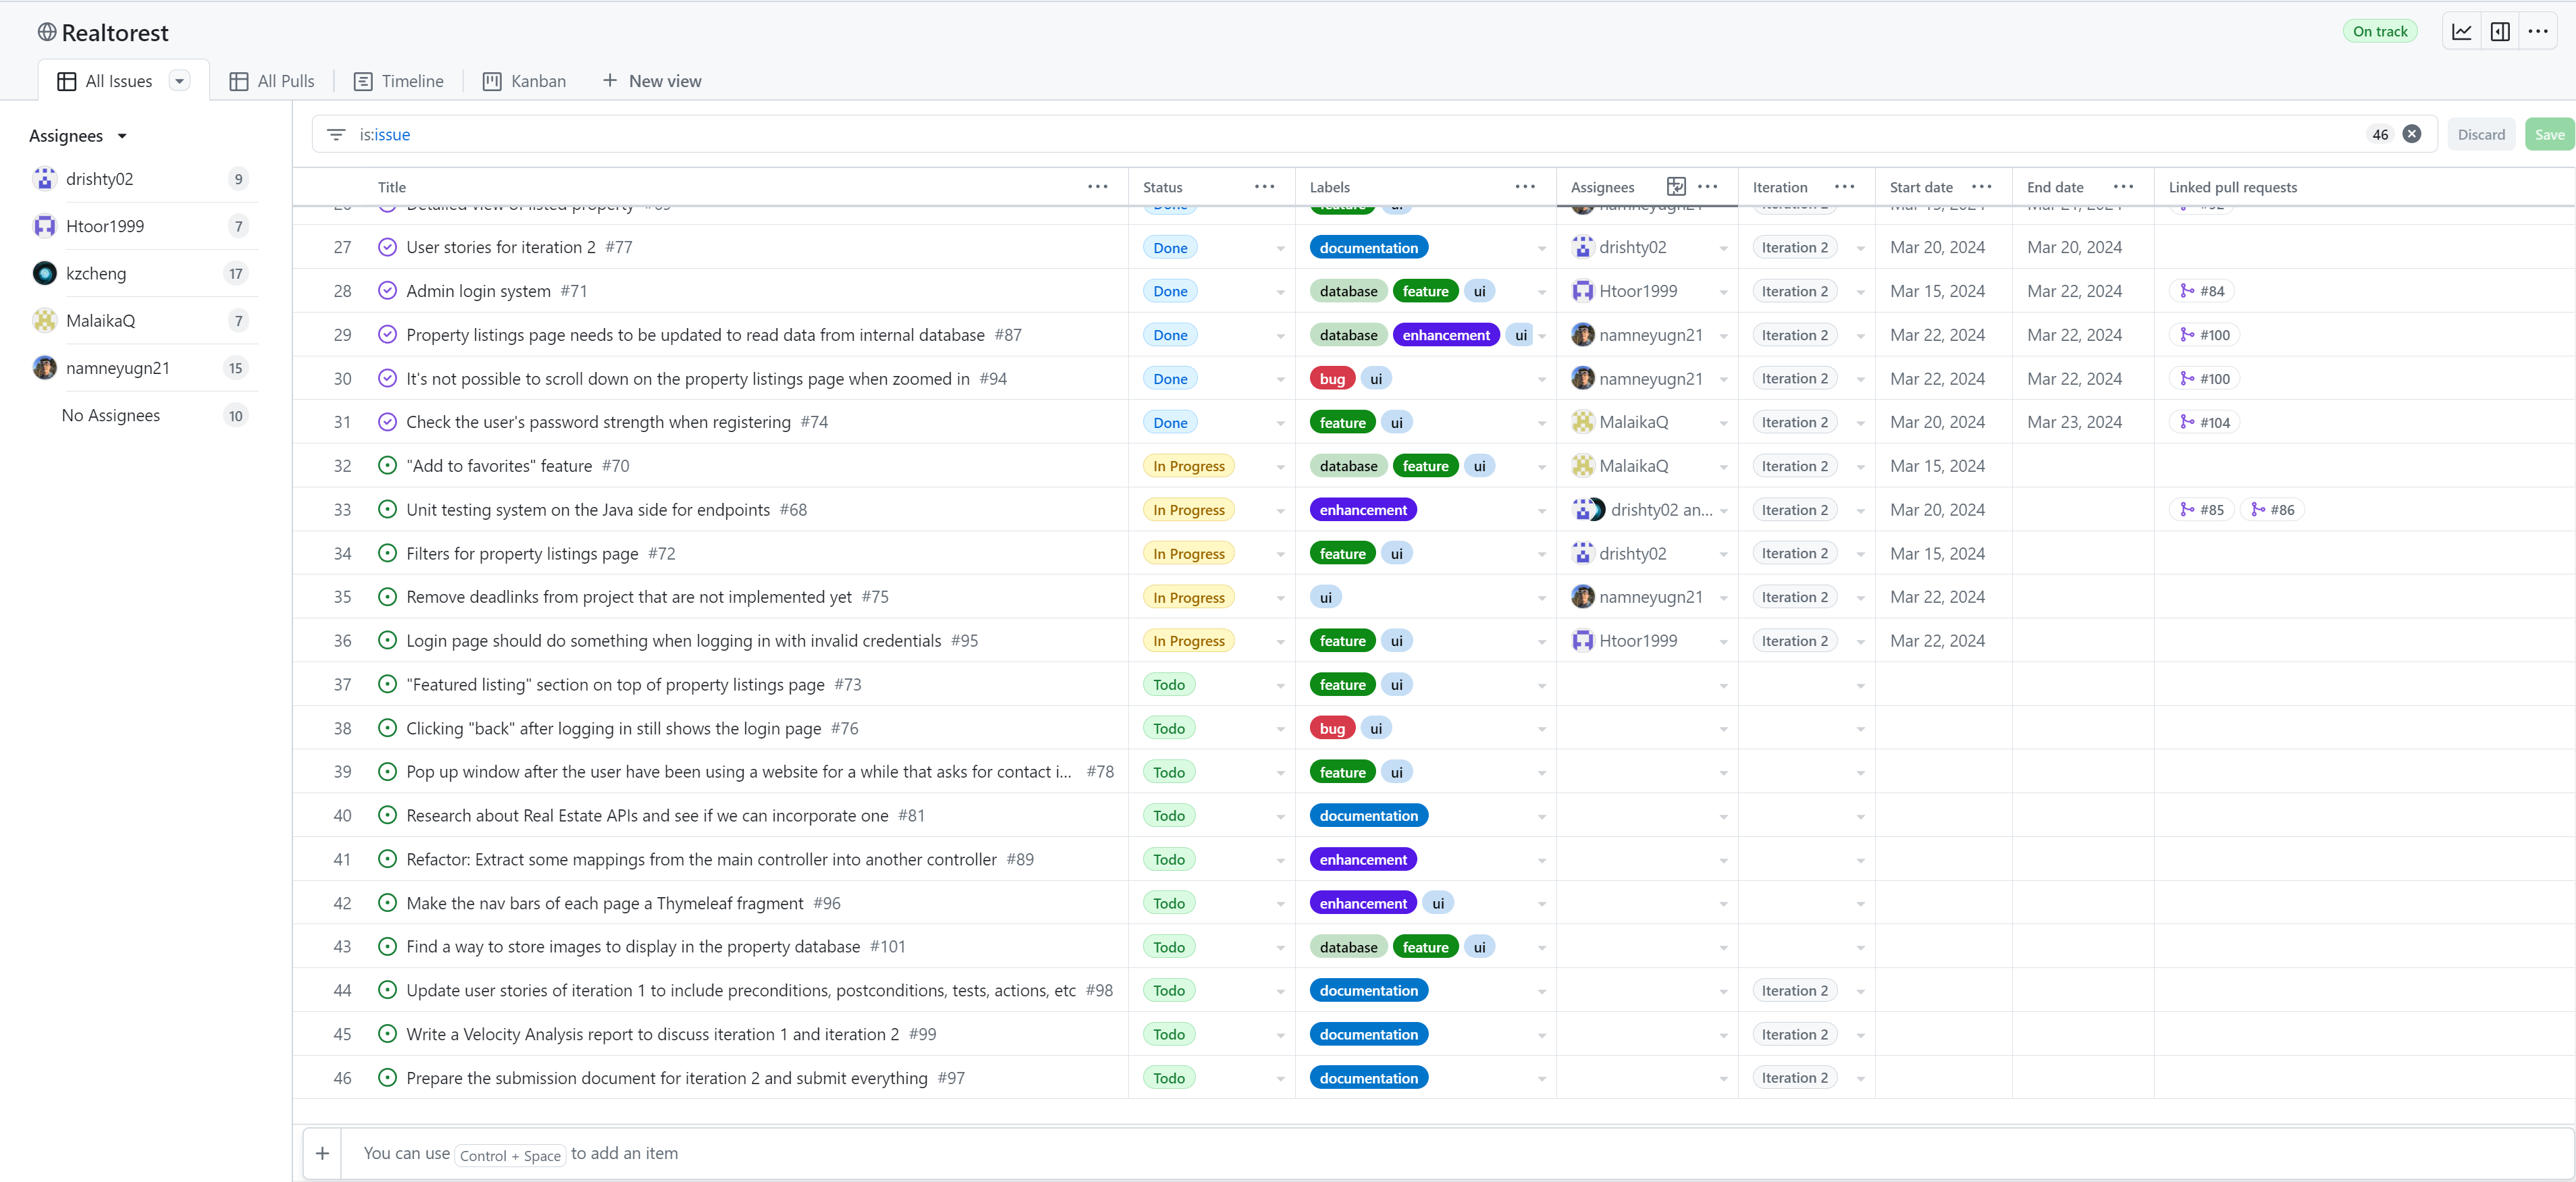 Realtorest
On track
All Issues
All Pulls
Timeline
Kanban
+ New view
Assignees
drishty02 9
Htoor1999 7
kzcheng 17
MalaikaQ 7
namneyugn21 15
No Assignees 10
is:issue 46 Discard Save
Title Status Labels Assignees Iteration Start date End date Linked pull requests
27 User stories for iteration 2 #77 Done documentation drishty02 Iteration 2 Mar 20, 2024 Mar 20, 2024
28 Admin login system #71 Done database feature ui Htoor1999 Iteration 2 Mar 15, 2024 Mar 22, 2024 #84
29 Property listings page needs to be updated to read data from internal database #87 Done database enhancement ui namneyugn21 Iteration 2 Mar 22, 2024 Mar 22, 2024 #100
30 It's not possible to scroll down on the property listings page when zoomed in #94 Done bug ui namneyugn21 Iteration 2 Mar 22, 2024 Mar 22, 2024 #100
31 Check the user's password strength when registering #74 Done feature ui MalaikaQ Iteration 2 Mar 20, 2024 Mar 23, 2024 #104
32 "Add to favorites" feature #70 In Progress database feature ui MalaikaQ Iteration 2 Mar 15, 2024
33 Unit testing system on the Java side for endpoints #68 In Progress enhancement drishty02 an... Iteration 2 Mar 20, 2024 #85 #86
34 Filters for property listings page #72 In Progress feature ui drishty02 Iteration 2 Mar 15, 2024
35 Remove deadlinks from project that are not implemented yet #75 In Progress ui namneyugn21 Iteration 2 Mar 22, 2024
36 Login page should do something when logging in with invalid credentials #95 In Progress feature ui Htoor1999 Iteration 2 Mar 22, 2024
37 "Featured listing" section on top of property listings page #73 Todo feature ui
38 Clicking "back" after logging in still shows the login page #76 Todo bug ui
39 Pop up window after the user have been using a website for a while that asks for contact i... #78 Todo feature ui
40 Research about Real Estate APIs and see if we can incorporate one #81 Todo documentation
41 Refactor: Extract some mappings from the main controller into another controller #89 Todo enhancement
42 Make the nav bars of each page a Thymeleaf fragment #96 Todo enhancement ui
43 Find a way to store images to display in the property database #101 Todo database feature ui
44 Update user stories of iteration 1 to include preconditions, postconditions, tests, actions, etc #98 Todo documentation Iteration 2
45 Write a Velocity Analysis report to discuss iteration 1 and iteration 2 #99 Todo documentation Iteration 2
46 Prepare the submission document for iteration 2 and submit everything #97 Todo documentation Iteration 2
+ You can use Control + Space to add an item